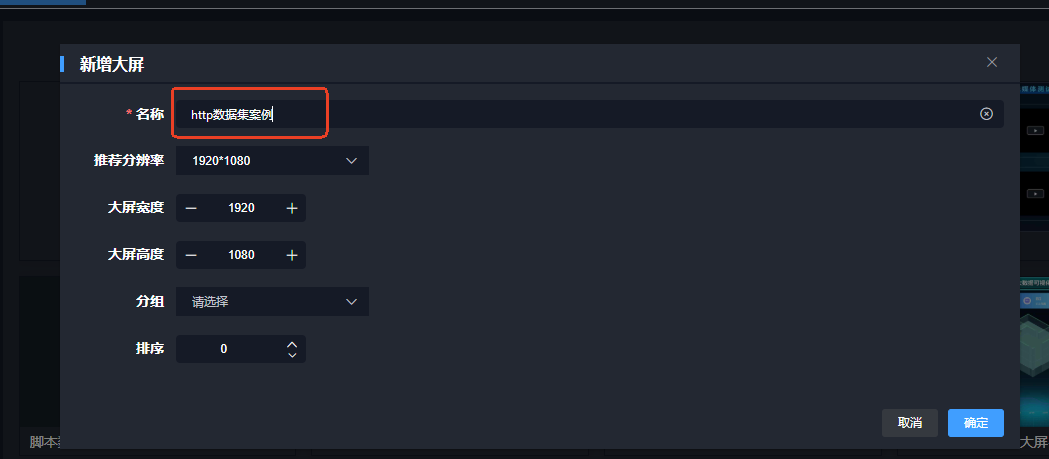 新增大屏
* 名称 http数据集案例
推荐分辨率 1920*1080
大屏宽度 1920
大屏高度 1080
分组 请选择
排序 0
取消 确定
脚本
大屏